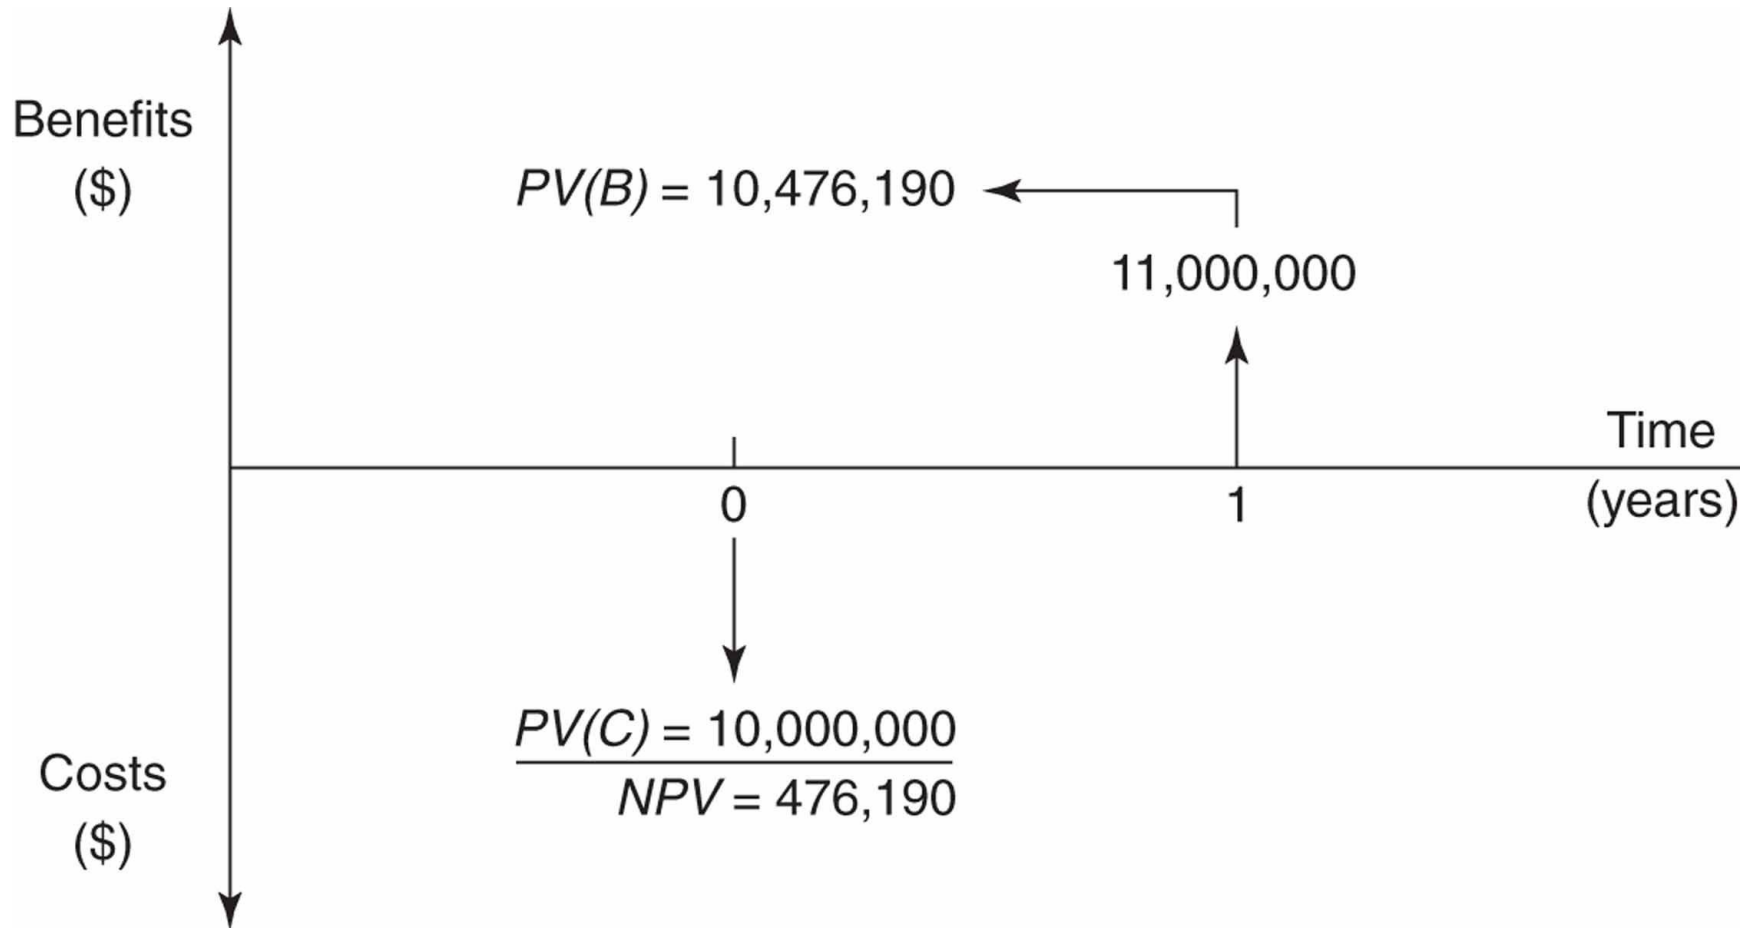 Benefits
($)
PV(B) = 10,476,190
11,000,000
Time
(years)
0
1
PV(C) = 10,000,000
NPV = 476,190
Costs
($)